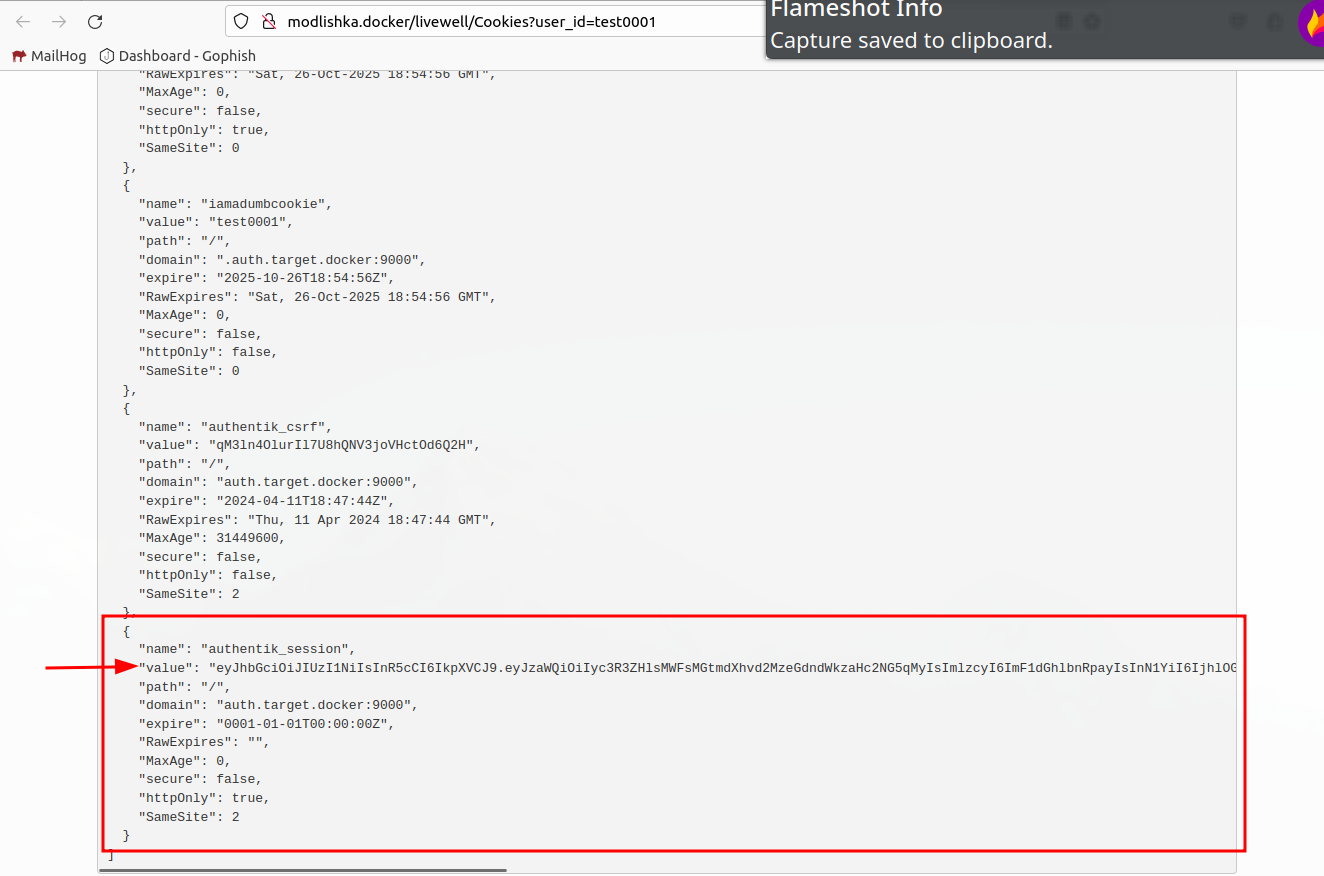 modlishka.docker/livewell/Cookies?user_id=test0001
Flameshot Info
Capture saved to clipboard.
MailHog
Dashboard - Gophish
"RawExpires": "Sat, 26-Oct-2025 18:54:56 GMT",
"MaxAge": 0,
"secure": false,
"httpOnly": true,
"SameSite": 0
},
{
"name": "iamadumbcookie",
"value": "test0001",
"path": "/",
"domain": ".auth.target.docker:9000",
"expire": "2025-10-26T18:54:56Z",
"RawExpires": "Sat, 26-Oct-2025 18:54:56 GMT",
"MaxAge": 0,
"secure": false,
"httpOnly": false,
"SameSite": 0
},
{
"name": "authentik_csrf",
"value": "qM3ln4OlurIl7U8hQNV3joVHctOd6Q2H",
"path": "/",
"domain": "auth.target.docker:9000",
"expire": "2024-04-11T18:47:44Z",
"RawExpires": "Thu, 11 Apr 2024 18:47:44 GMT",
"MaxAge": 31449600,
"secure": false,
"httpOnly": false,
"SameSite": 2
},
{
"name": "authentik_session",
"value": "eyJhbGciOiJIUzI1NiIsInR5cCI6IkpXVCJ9.eyJzaWQiOiIyc3R3ZHlsMWFsMGtmdXhvd2MzeGdndWkzaHc2NG5qMyIsImlzcyI6ImF1dGhlbnRpayIsInN1YiI6IjhlOG
"path": "/",
"domain": "auth.target.docker:9000",
"expire": "0001-01-01T00:00:00Z",
"RawExpires": "",
"MaxAge": 0,
"secure": false,
"httpOnly": true,
"SameSite": 2
}
]